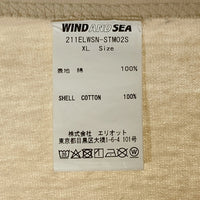 WIND AND SEA
211ELWSN-STM02S
XL Size
表地 綿 100%
SHELL COTTON 100%
株式会社 エリオット
東京都目黒区大橋1-6-4 101号